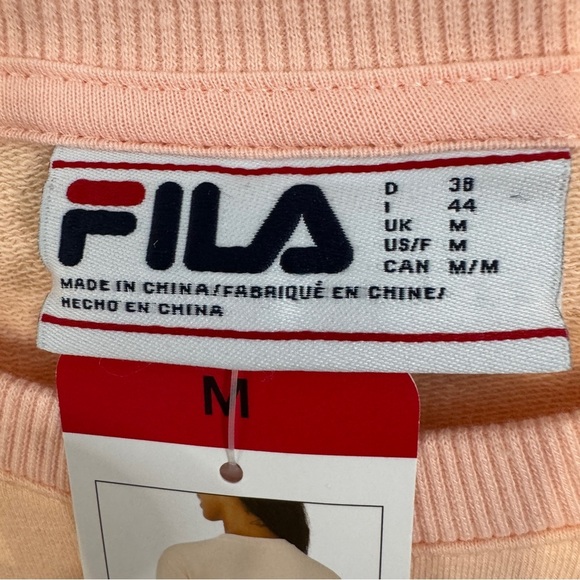 FILA
D 38
I 44
UK M
US/F M
CAN M/M
MADE IN CHINA/FABRIQUÉ EN CHINE/
HECHO EN CHINA
M